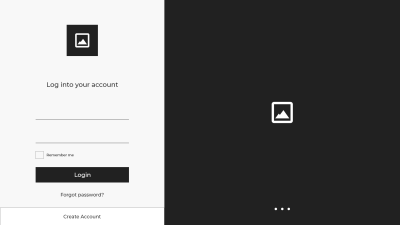 Log into your account
Remember me
Login
Forgot password?
Create Account